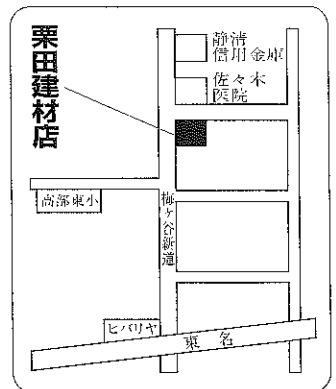 栗田建材店
静清
信用金庫
佐々木
医院
高部東小
梅ヶ谷新道
ヒバリヤ
東名